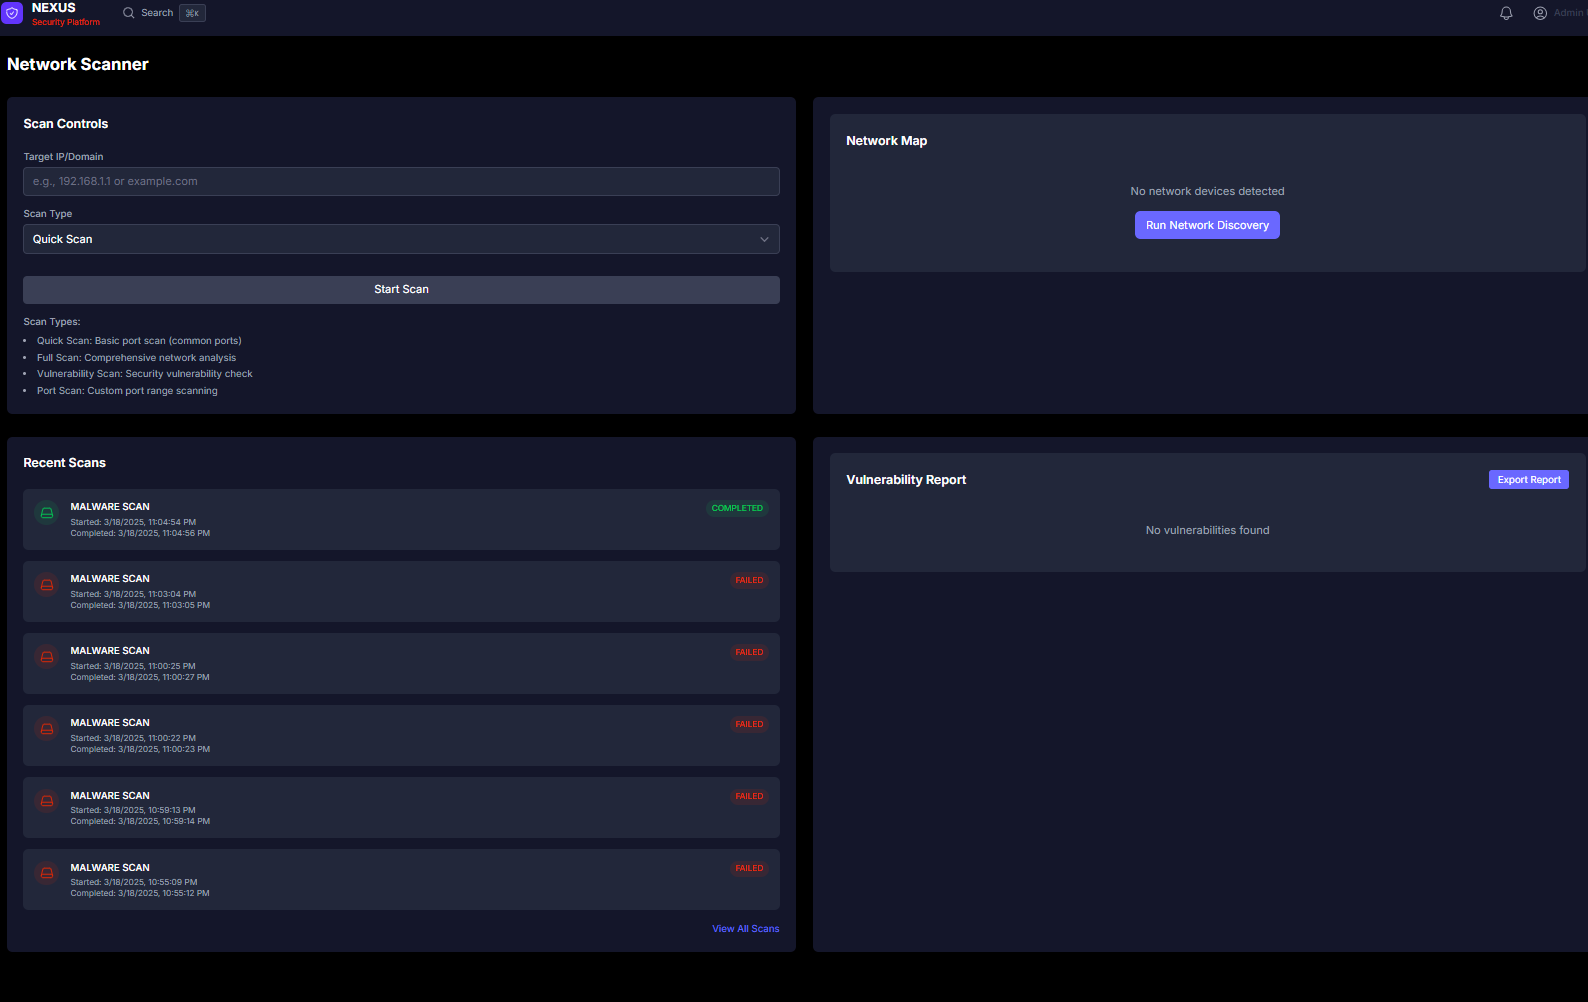 NEXUS
Security Platform
Search
⌘K
Admin
Network Scanner
Scan Controls
Target IP/Domain
e.g., 192.168.1.1 or example.com
Scan Type
Quick Scan
Start Scan
Scan Types:
• Quick Scan: Basic port scan (common ports)
• Full Scan: Comprehensive network analysis
• Vulnerability Scan: Security vulnerability check
• Port Scan: Custom port range scanning
Network Map
No network devices detected
Run Network Discovery
Recent Scans
MALWARE SCAN
COMPLETED
Started: 3/18/2025, 11:04:54 PM
Completed: 3/18/2025, 11:04:56 PM
MALWARE SCAN
FAILED
Started: 3/18/2025, 11:03:04 PM
Completed: 3/18/2025, 11:03:05 PM
MALWARE SCAN
FAILED
Started: 3/18/2025, 11:00:25 PM
Completed: 3/18/2025, 11:00:27 PM
MALWARE SCAN
FAILED
Started: 3/18/2025, 11:00:22 PM
Completed: 3/18/2025, 11:00:23 PM
MALWARE SCAN
FAILED
Started: 3/18/2025, 10:59:13 PM
Completed: 3/18/2025, 10:59:14 PM
MALWARE SCAN
FAILED
Started: 3/18/2025, 10:55:09 PM
Completed: 3/18/2025, 10:55:12 PM
View All Scans
Vulnerability Report
Export Report
No vulnerabilities found